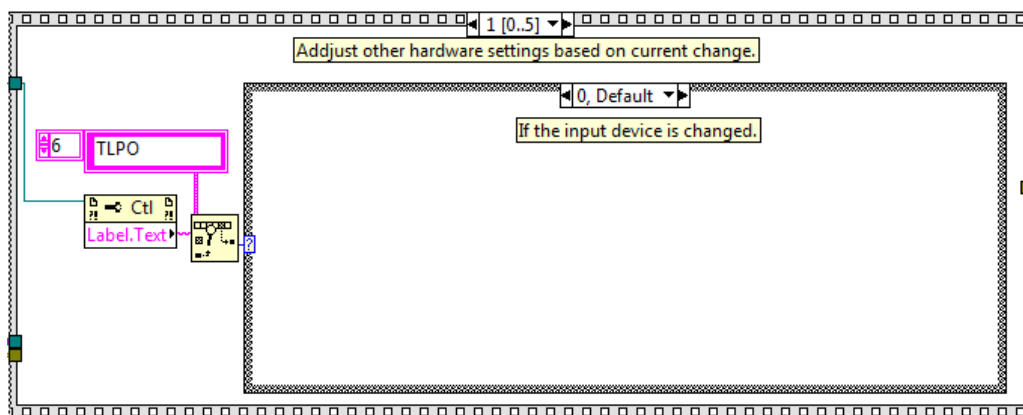 1 [0..5]
Addjust other hardware settings based on current change.
0, Default
If the input device is changed.
6
TLPO
Ctl
Label.Text
?